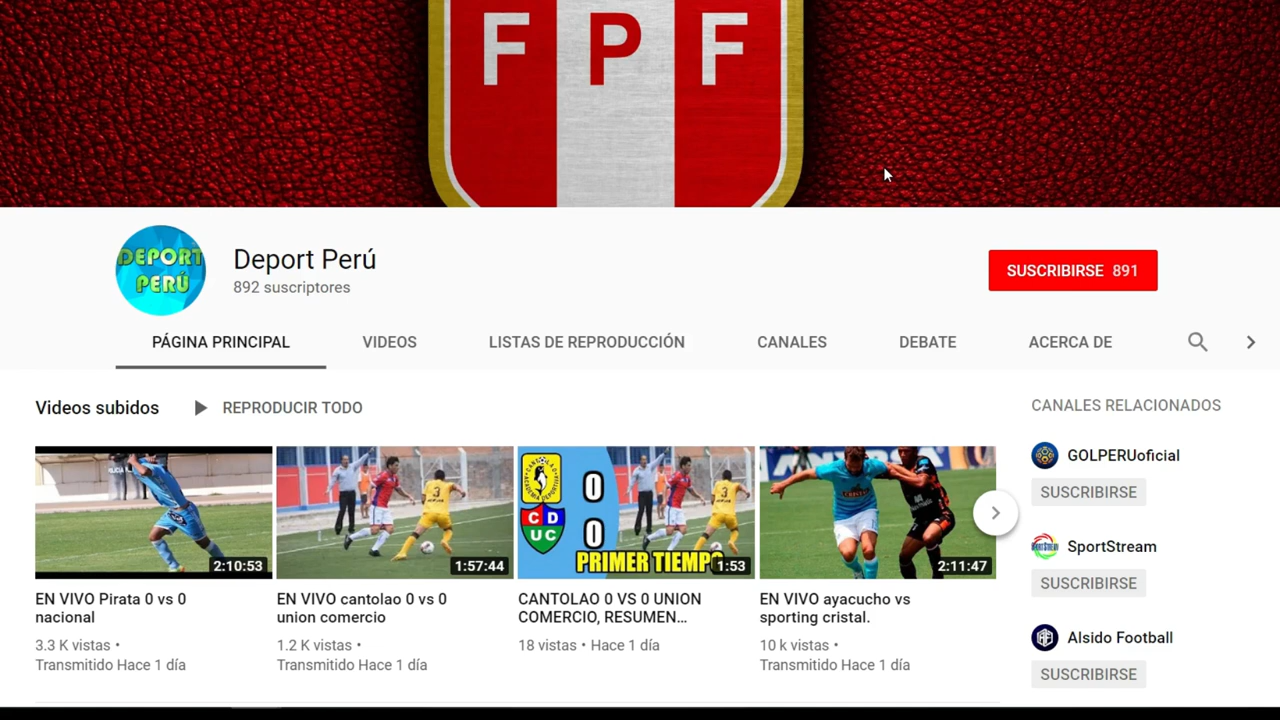 F P F
DEPORT
PERÚ
Deport Perú
892 suscriptores
SUSCRIBIRSE 891
PÁGINA PRINCIPAL
VIDEOS
LISTAS DE REPRODUCCIÓN
CANALES
DEBATE
ACERCA DE
Videos subidos
REPRODUCIR TODO
2:10:53
EN VIVO Pirata 0 vs 0
nacional
3.3 K vistas •
Transmitido Hace 1 día
3
1:57:44
EN VIVO cantolao 0 vs 0
union comercio
1.2 K vistas •
Transmitido Hace 1 día
0
0
C D
U C
3
PRIMER TIEMPO
1:53
CANTOLAO 0 VS 0 UNION
COMERCIO, RESUMEN...
18 vistas • Hace 1 día
2:11:47
EN VIVO ayacucho vs
sporting cristal.
10 k vistas •
Transmitido Hace 1 día
CANALES RELACIONADOS
GOLPERUoficial
SUSCRIBIRSE
SportStream
SUSCRIBIRSE
Alsido Football
SUSCRIBIRSE